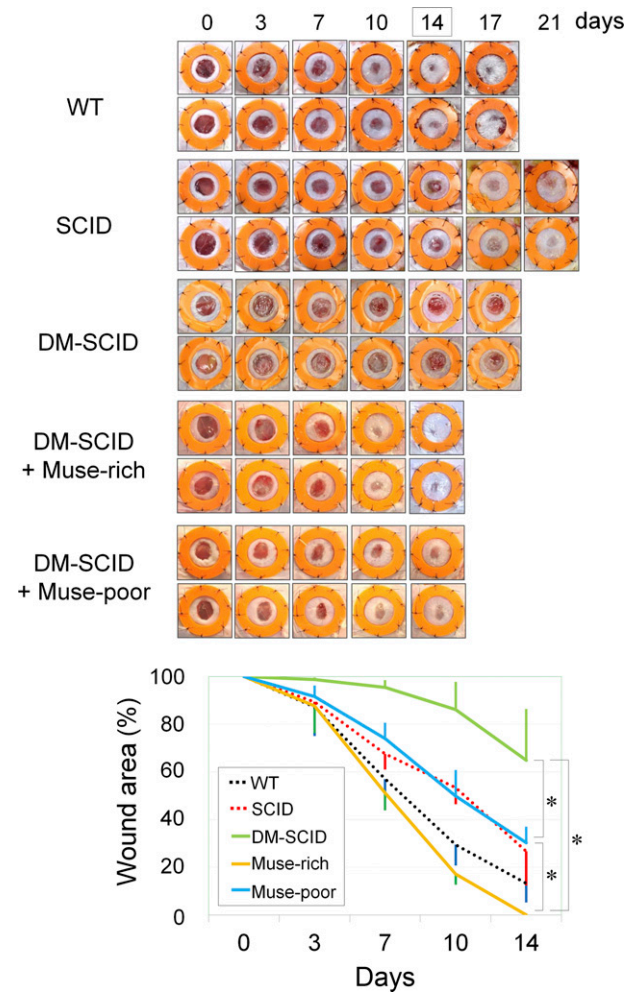 0 3 7 10 14 17 21 days
WT
SCID
DM-SCID
DM-SCID
+ Muse-rich
DM-SCID
+ Muse-poor
100
80
60
40
20
0
Wound area (%)
WT
SCID
DM-SCID
Muse-rich
Muse-poor
*
*
*
0 3 7 10 14
Days